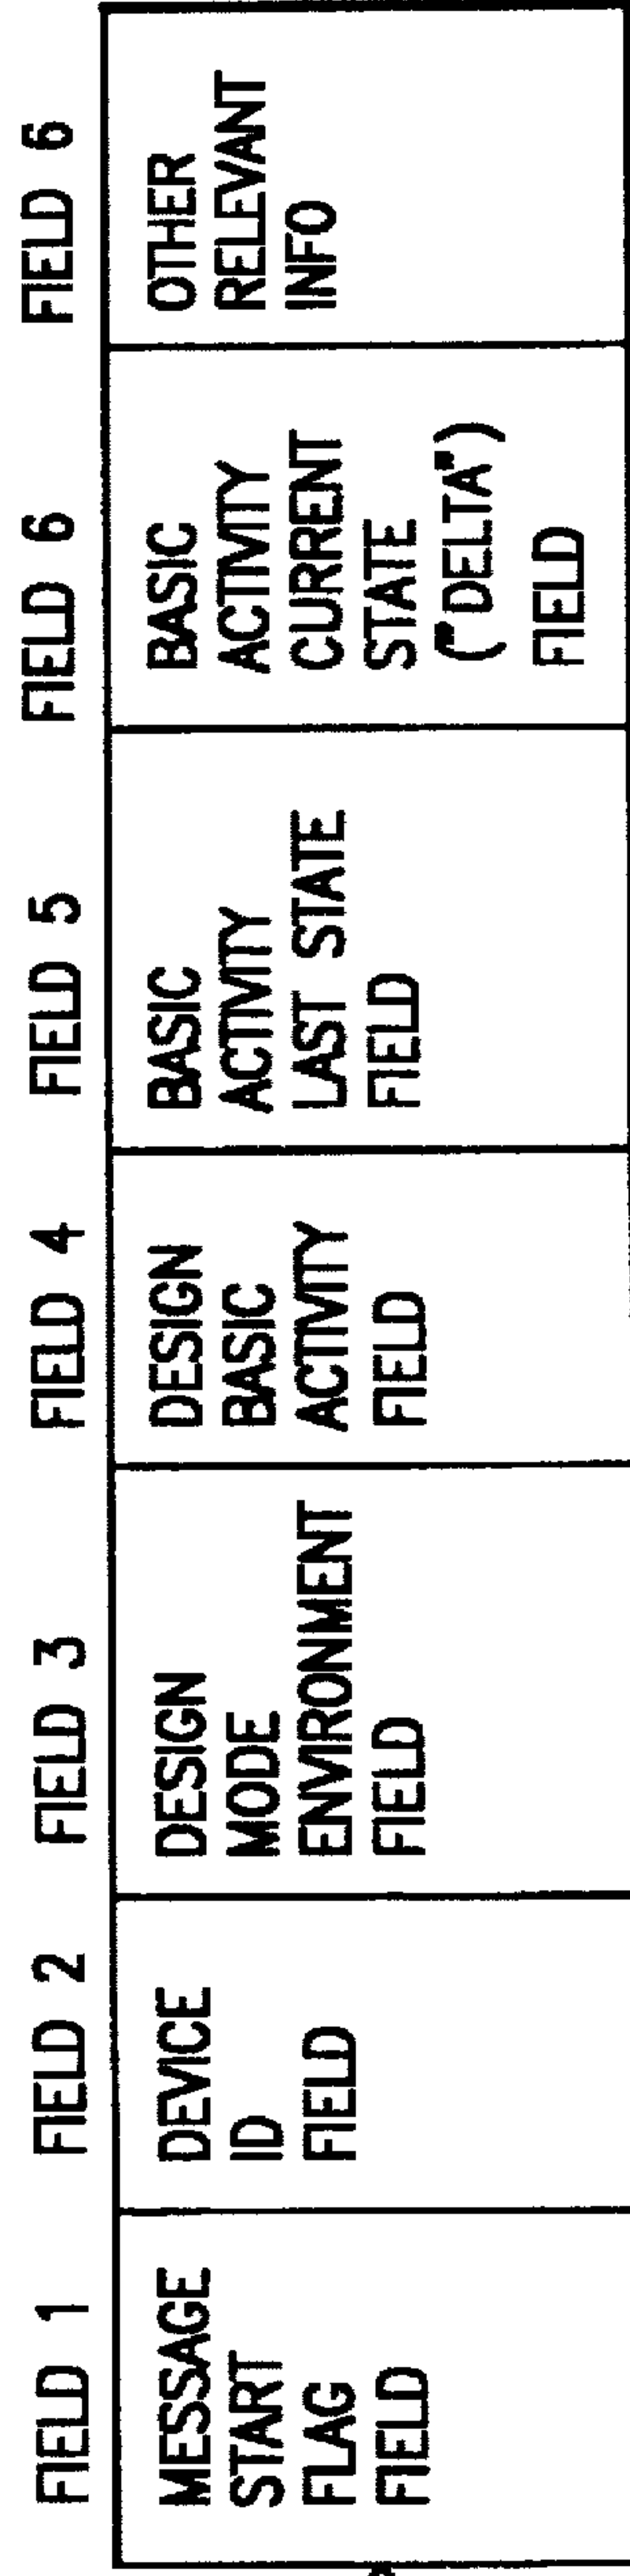 FIELD 1
MESSAGE
START
FLAG
FIELD
FIELD 2
DEVICE
ID
FIELD
FIELD 3
DESIGN
MODE
ENVIRONMENT
FIELD
FIELD 4
DESIGN
BASIC
ACTIVITY
FIELD
FIELD 5
BASIC
ACTIVITY
LAST STATE
FIELD
FIELD 6
BASIC
ACTIVITY
CURRENT
STATE
("DELTA")
FIELD
FIELD 6
OTHER
RELEVANT
INFO